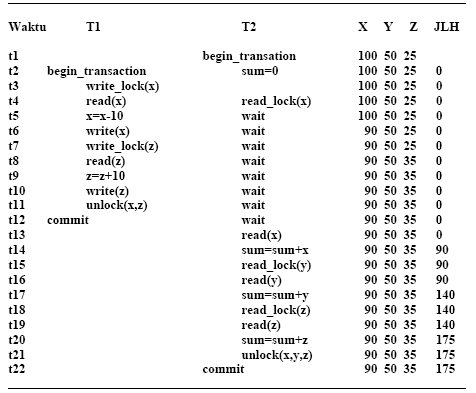 Waktu T1 T2 X Y Z JLH
t1 begin_transation 100 50 25
t2 begin_transaction sum=0 100 50 25 0
t3 write_lock(x) 100 50 25 0
t4 read(x) read_lock(x) 100 50 25 0
t5 x=x-10 wait 100 50 25 0
t6 write(x) wait 90 50 25 0
t7 write_lock(z) wait 90 50 25 0
t8 read(z) wait 90 50 35 0
t9 z=z+10 wait 90 50 35 0
t10 write(z) wait 90 50 35 0
t11 unlock(x,z) wait 90 50 35 0
t12 commit wait 90 50 35 0
t13 read(x) 90 50 35 0
t14 sum=sum+x 90 50 35 90
t15 read_lock(y) 90 50 35 90
t16 read(y) 90 50 35 90
t17 sum=sum+y 90 50 35 140
t18 read_lock(z) 90 50 35 140
t19 read(z) 90 50 35 140
t20 sum=sum+z 90 50 35 175
t21 unlock(x,y,z) 90 50 35 175
t22 commit 90 50 35 175